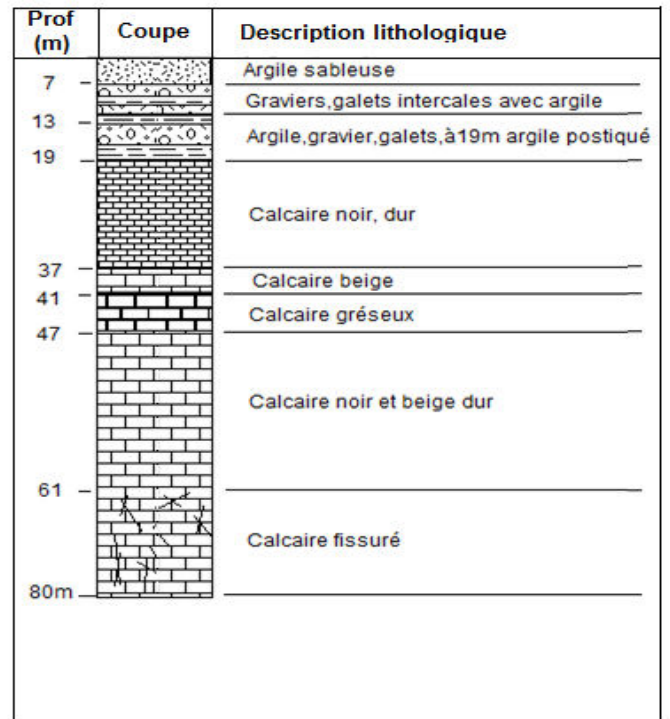 Prof (m) Coupe Description lithologique
Argile sableuse
7
Graviers,galets intercales avec argile
13
Argile,gravier,galets,à19m argile postiqué
19
Calcaire noir, dur
37
Calcaire beige
41
Calcaire gréseux
47
Calcaire noir et beige dur
61
Calcaire fissuré
80m